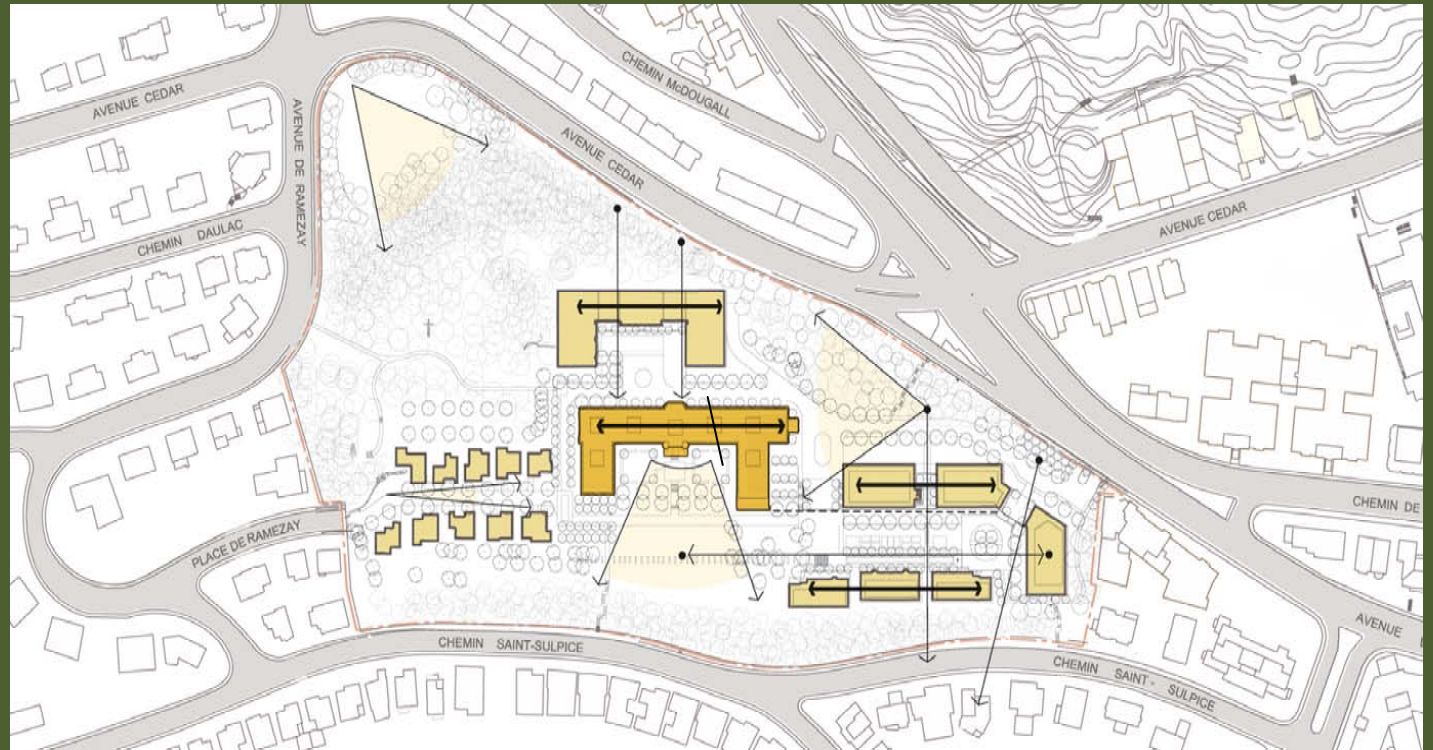 CHEMIN McDOUGALL
AVENUE CEDAR
AVENUE DE RAMEZAY
AVENUE CEDAR
CHEMIN DAULAC
AVENUE CEDAR
CHEMIN DE
PLACE DE RAMEZAY
AVENUE
CHEMIN SAINT-SULPICE
CHEMIN SAINT - SULPICE